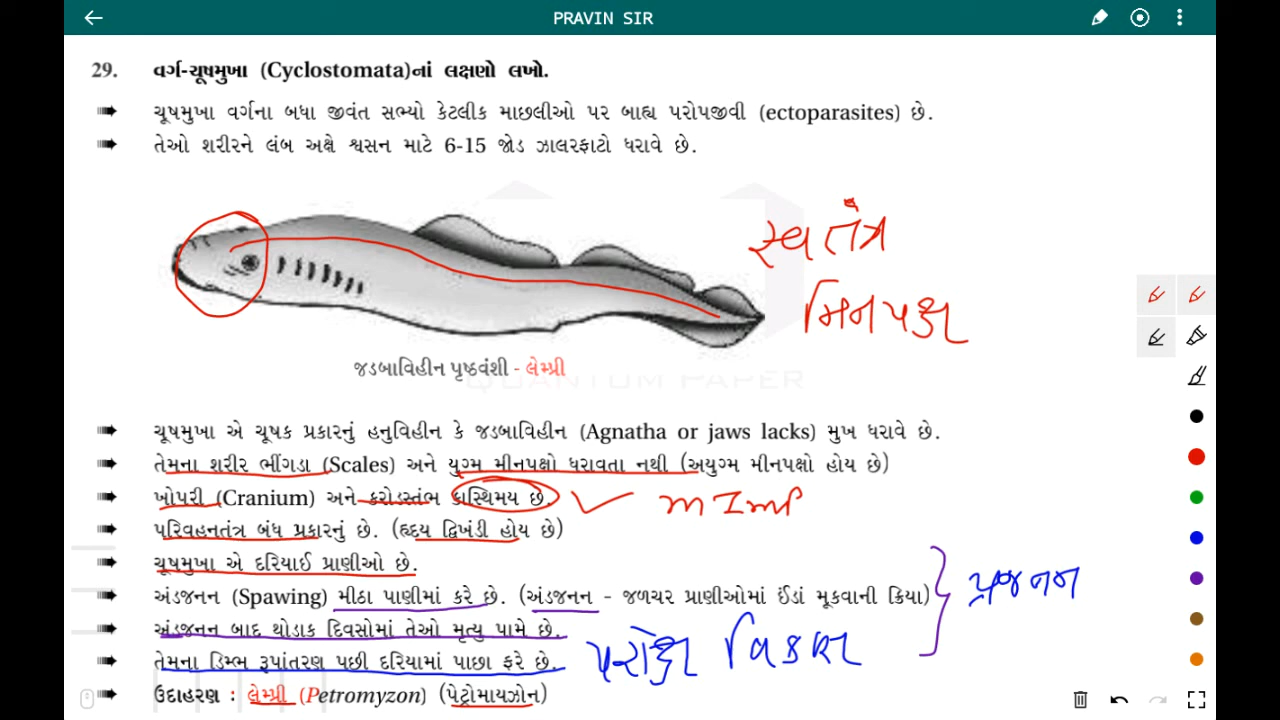 PRAVIN SIR
29. વર્ગ-ચૂષમુખા (Cyclostomata)નાં લક્ષણો લખો.
ચૂષમુખા વર્ગના બધા જીવંત સભ્યો કેટલીક માછલીઓ પર બાહ્ય પરોપજીવી (ectoparasites) છે.
તેઓ શરીરને લંબ અક્ષે શ્વસન માટે 6-15 જોડ ઝાલરફાટો ધરાવે છે.
સ્વતંત્ર
મિનપક્ષ
જડબાવિહીન પૃષ્ઠવંશી - લેમ્પ્રી
QUANTUM PAPER
ચૂષમુખા એ ચૂષક પ્રકારનું હનુવિહીન કે જડબાવિહીન (Agnatha or jaws lacks) મુખ ધરાવે છે.
તેમના શરીર ભીંગડા (Scales) અને યુગ્મ મીનપક્ષો ધરાવતા નથી (અયુગ્મ મીનપક્ષો હોય છે)
ખોપરી (Cranium) અને કરોડસ્તંભ કાસ્થિમય છે. m Imp
પરિવહનતંત્ર બંધ પ્રકારનું છે. (હૃદય દ્વિખંડી હોય છે)
ચૂષમુખા એ દરિયાઈ પ્રાણીઓ છે.
અંડજનન (Spawing) મીઠા પાણીમાં કરે છે. (અંડજનન - જળચર પ્રાણીઓમાં ઈંડાં મૂકવાની ક્રિયા) પ્રજનન
અંડજનન બાદ થોડાક દિવસોમાં તેઓ મૃત્યુ પામે છે.
તેમના ડિમ્ભ રૂપાંતરણ પછી દરિયામાં પાછા ફરે છે. પરોક્ષ વિકાસ
ઉદાહરણ : લેમ્પ્રી (Petromyzon) (પેટ્રોમાયઝોન)